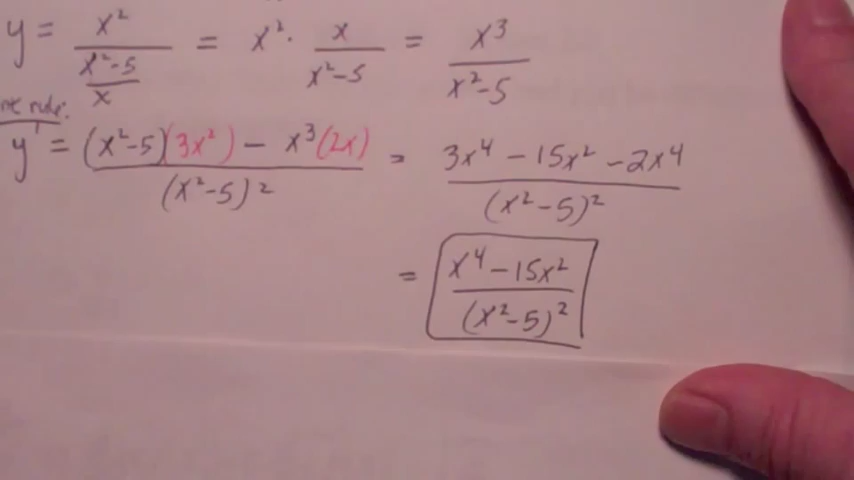 y = x² / ((x²-5)/x) = x² · x/(x²-5) = x³/(x²-5)
rule:
y' = ((x²-5)(3x²) - x³(2x)) / (x²-5)² = (3x⁴ - 15x² - 2x⁴) / (x²-5)²
= (x⁴ - 15x²) / (x²-5)²